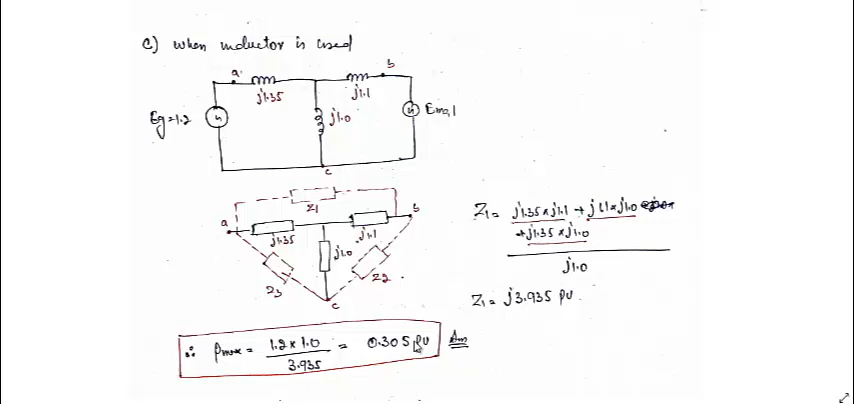 c) when inductor is used
a b
j1.35 j1.1
Eg=1.2 j1.0 Em=1
c
Z1
a b
j1.35 j1.1
j1.0
Z3 Z2
c
Z1 = j1.35 x j1.1 + j1.1 x j1.0
+ j1.35 x j1.0
j1.0
Z1 = j3.935 pu.
∴ Pmax = 1.2 x 1.0 = 0.305 pu Ans
3.935